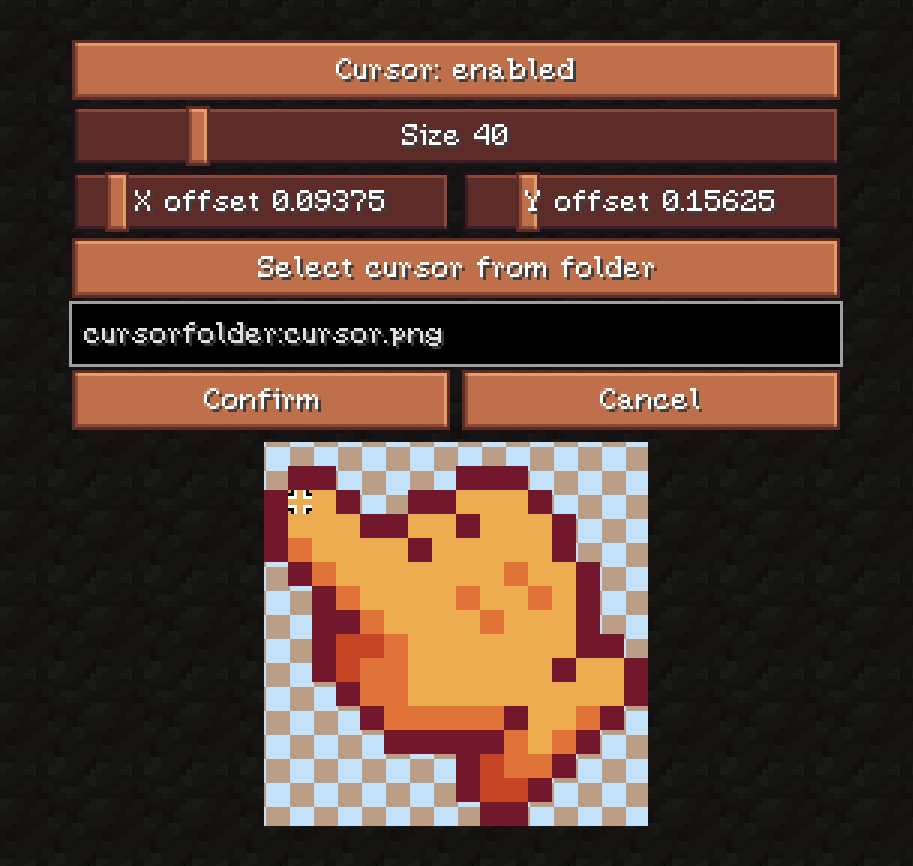 Cursor: enabled
Size 40
X offset 0.09375
Y offset 0.15625
Select cursor from folder
cursorfolder:cursor.png
Confirm
Cancel